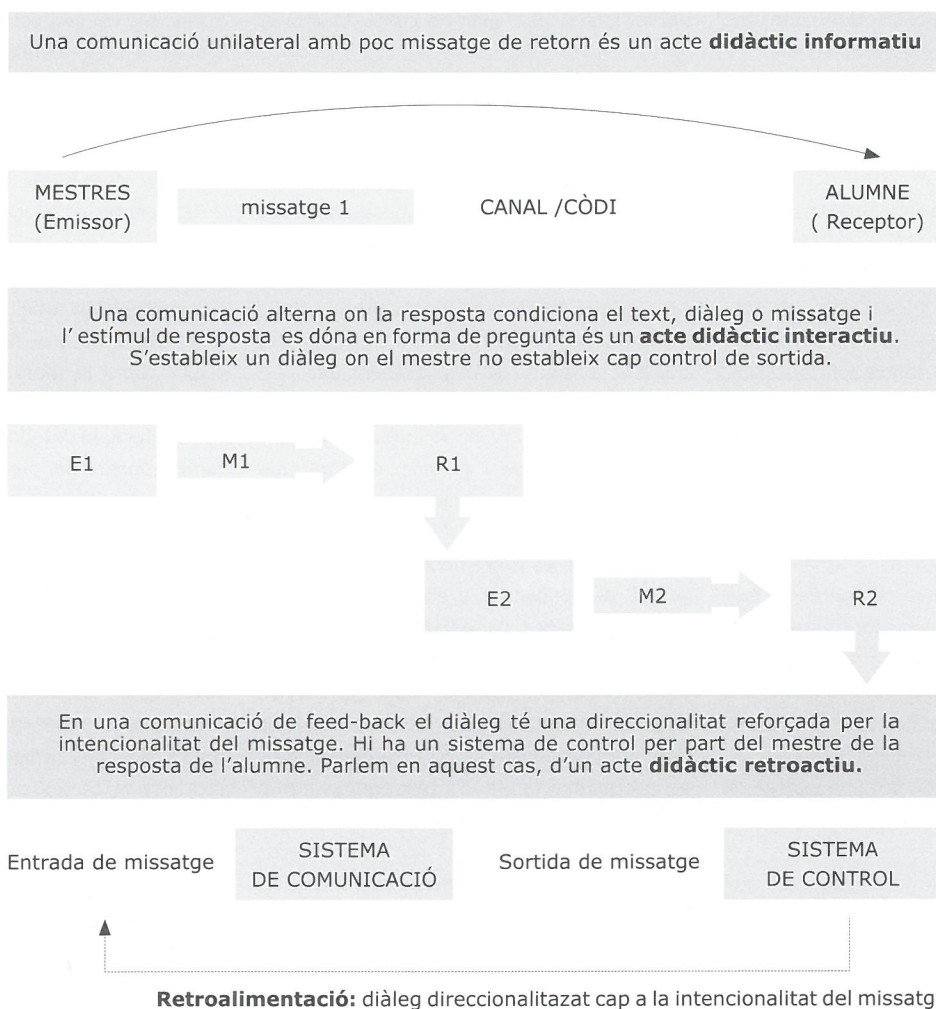 Una comunicació unilateral amb poc missatge de retorn és un acte didàctic informatiu
MESTRES
(Emissor)
missatge 1
CANAL /CÒDI
ALUMNE
( Receptor)
Una comunicació alterna on la resposta condiciona el text, diàleg o missatge i
l' estímul de resposta es dóna en forma de pregunta és un acte didàctic interactiu.
S'estableix un diàleg on el mestre no estableix cap control de sortida.
E1
M1
R1
E2
M2
R2
En una comunicació de feed-back el diàleg té una direccionalitat reforçada per la
intencionalitat del missatge. Hi ha un sistema de control per part del mestre de la
resposta de l'alumne. Parlem en aquest cas, d'un acte didàctic retroactiu.
Entrada de missatge
SISTEMA
DE COMUNICACIÓ
Sortida de missatge
SISTEMA
DE CONTROL
Retroalimentació: diàleg direccionalitazat cap a la intencionalitat del missatg